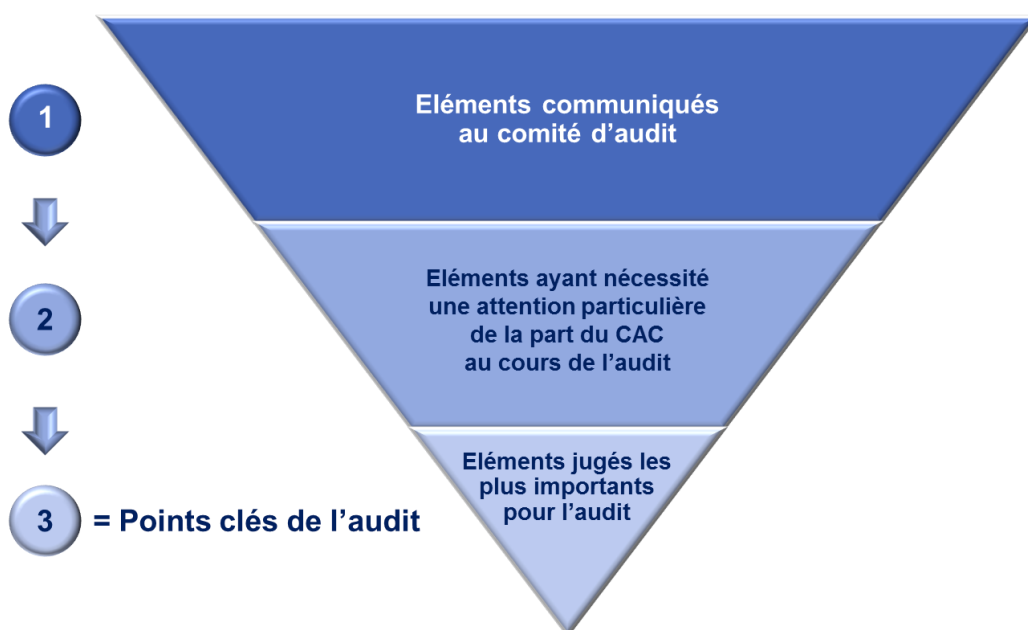 1
Eléments communiqués
au comité d’audit
2
Eléments ayant nécessité
une attention particulière
de la part du CAC
au cours de l’audit
3
= Points clés de l’audit
Eléments jugés les
plus importants
pour l’audit